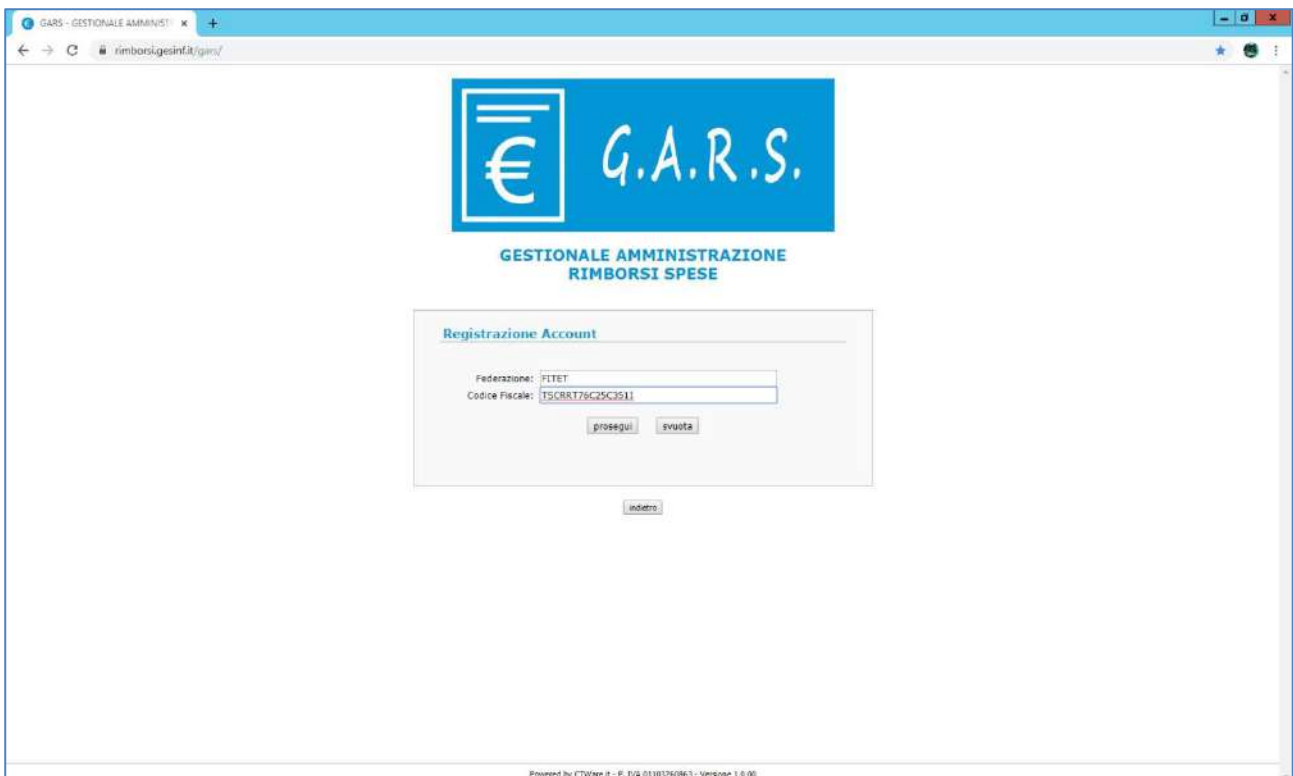 GARS - GESTIONALE AMMINIST
rimborsi.gesinf.it/gars/
€ G.A.R.S.
GESTIONALE AMMINISTRAZIONE
RIMBORSI SPESE
Registrazione Account
Federazione: FITET
Codice Fiscale: TSCRRT76C25C351I
prosegui svuota
indietro
Powered by CTWare.it - P. IVA 01103760863 - Versione 1.0.00